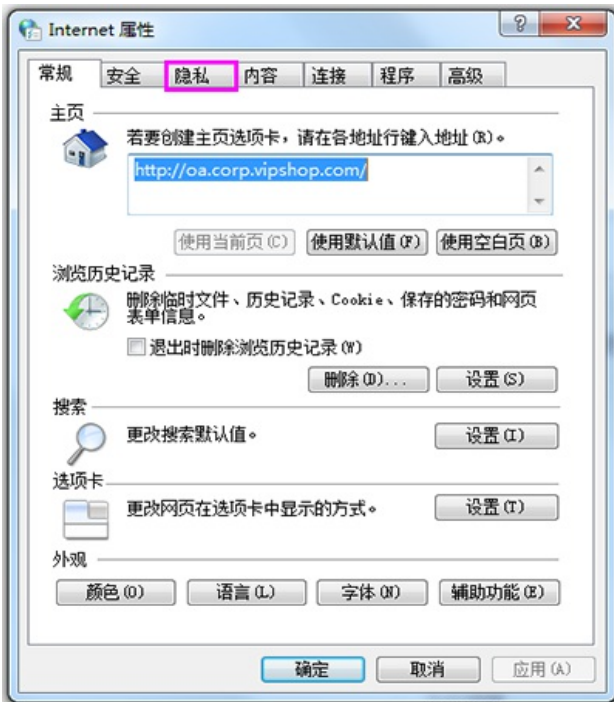 Internet 属性
常规 安全 隐私 内容 连接 程序 高级
主页
若要创建主页选项卡，请在各地址行键入地址(R)。
http://oa.corp.vipshop.com/
使用当前页(C) 使用默认值(F) 使用空白页(B)
浏览历史记录
删除临时文件、历史记录、Cookie、保存的密码和网页
表单信息。
退出时删除浏览历史记录(W)
删除(D)... 设置(S)
搜索
更改搜索默认值。 设置(I)
选项卡
更改网页在选项卡中显示的方式。 设置(T)
外观
颜色(O) 语言(L) 字体(N) 辅助功能(E)
确定 取消 应用(A)